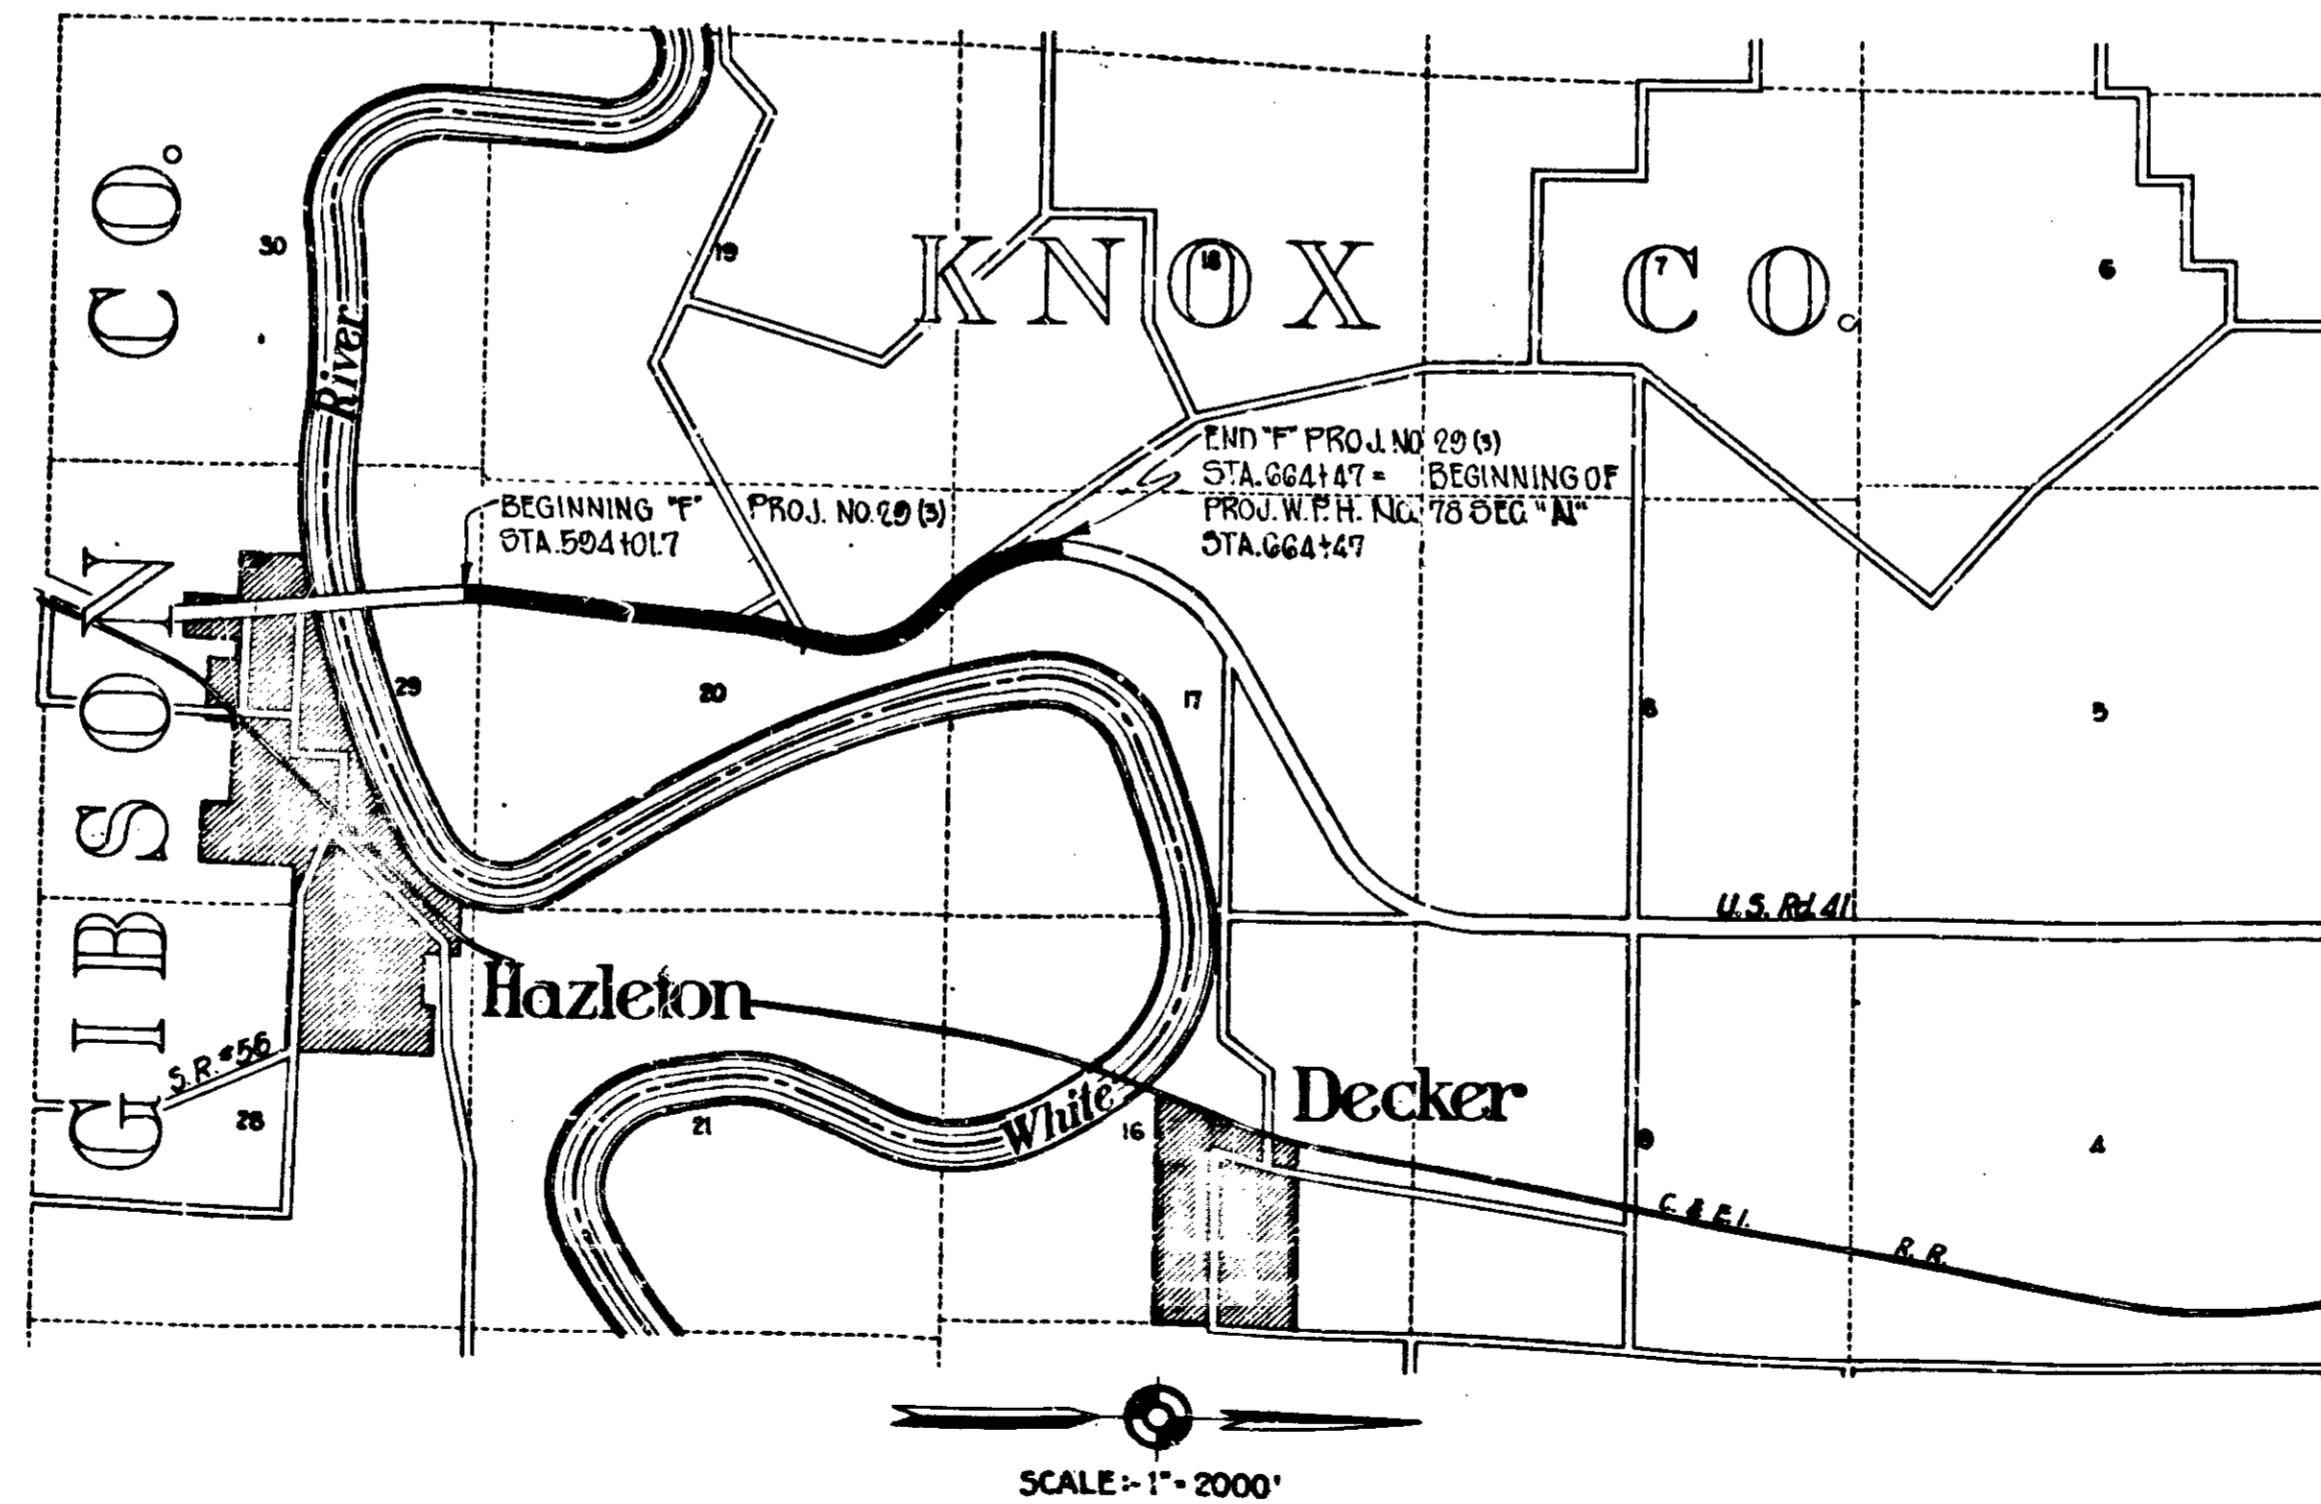 GIBSON CO.
KNOX CO.
30
19
18
7
6
River
BEGINNING "F" PROJ. NO. 29 (3)
STA. 594+01.7
END "F" PROJ. NO 29 (3)
STA. 664+47 = BEGINNING OF
PROJ. W.P.H. NO. 78 SEC. "A1"
STA. 664+47
29
20
17
8
5
U.S. Rd. 41
Hazleton
Decker
S.R. #56
28
21
White
16
9
4
C. & E. I. R. R.
SCALE:- 1" = 2000'